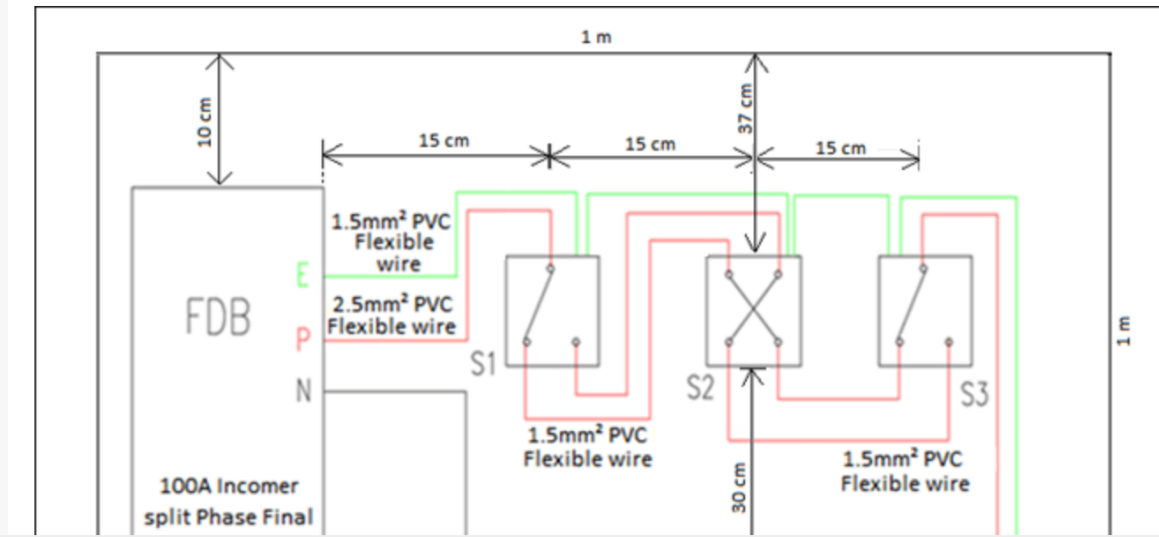 1 m
10 cm
37 cm
15 cm
15 cm
15 cm
1.5mm² PVC
Flexible
wire
E
2.5mm² PVC
Flexible wire
FDB
P
N
1 m
S1
S2
S3
1.5mm² PVC
Flexible wire
1.5mm² PVC
Flexible wire
30 cm
100A Incomer
split Phase Final